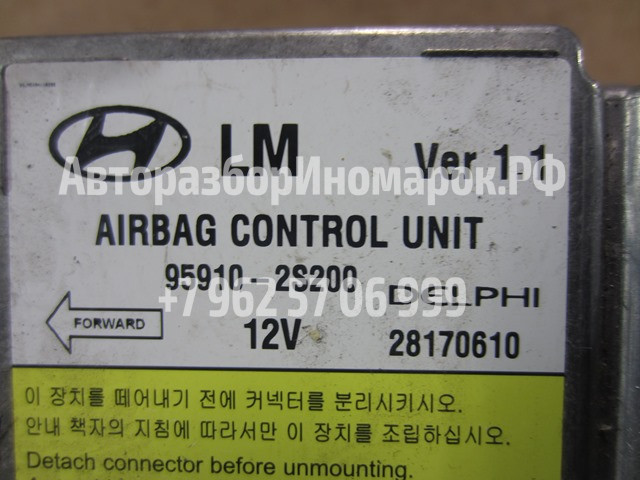 LM
Ver 1.1
АвторазборИномарок.РФ
AIRBAG CONTROL UNIT
95910 - 2S200
DELPHI
+7 962 5706 999
FORWARD
12V
28170610
이 장치를 떼어내기 전에 커넥터를 분리시키시오.
안내 책자의 지침에 따라서만 이 장치를 조립하십시오.
Detach connector before unmounting.